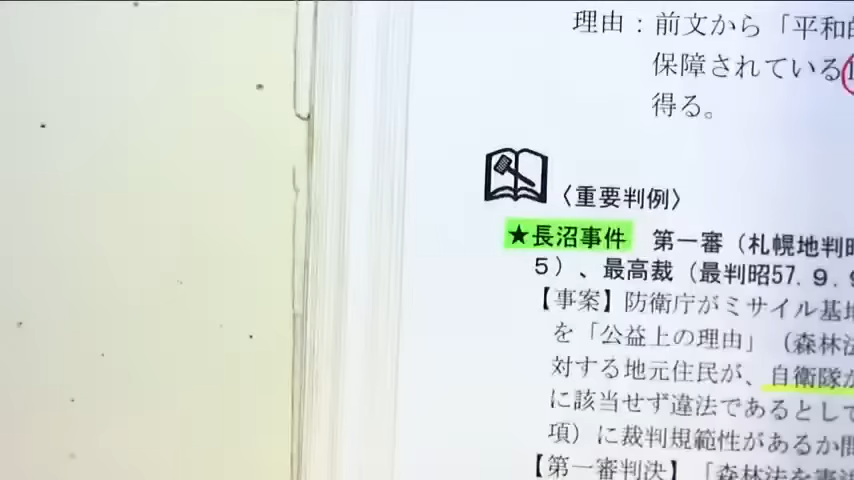 理由：前文から「平和的
保障されている
得る。
〈重要判例〉
★長沼事件 第一審（札幌地判昭
5）、最高裁（最判昭57.9.9
【事案】防衛庁がミサイル基地
を「公益上の理由」（森林法
対する地元住民が、自衛隊が
に該当せず違法であるとして
項）に裁判規範性があるか問
【第一審判決】「森林法を憲法